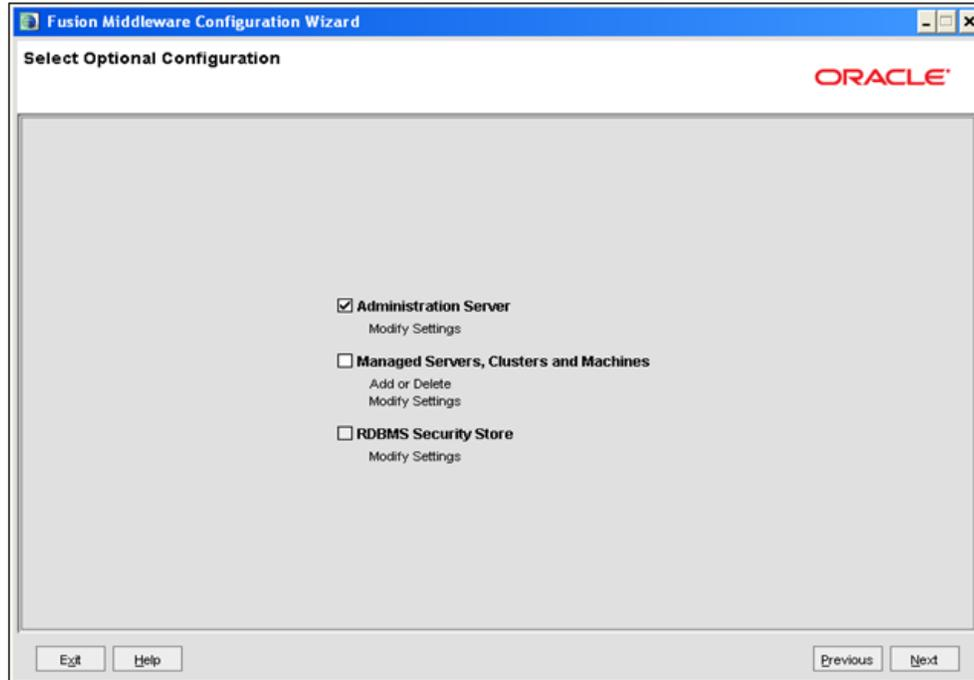 Fusion Middleware Configuration Wizard
Select Optional Configuration
ORACLE
Administration Server
Modify Settings
Managed Servers, Clusters and Machines
Add or Delete
Modify Settings
RDBMS Security Store
Modify Settings
Exit Help Previous Next